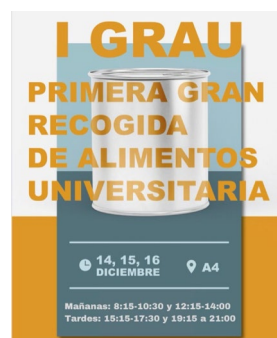 I GRAU
PRIMERA GRAN
RECOGIDA
DE ALIMENTOS
UNIVERSITARIA
14, 15, 16
DICIEMBRE
A4
Mañanas: 8:15-10:30 y 12:15-14:00
Tardes: 15:15-17:30 y 19:15 a 21:00